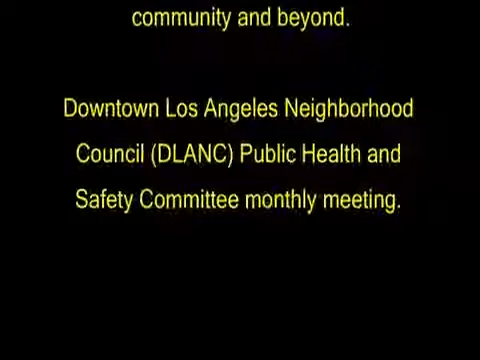 community and beyond.
Downtown Los Angeles Neighborhood
Council (DLANC) Public Health and
Safety Committee monthly meeting.